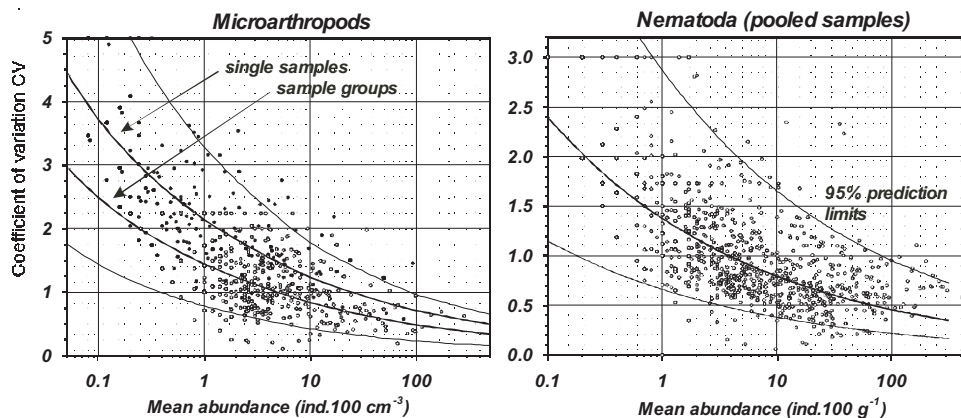 Microarthropods
Nematoda (pooled samples)
Coefficient of variation CV
5
4
3
2
1
0
single samples
sample groups
0.1 1 10 100
Mean abundance (ind.100 cm⁻³)
3.0
2.5
2.0
1.5
1.0
0.5
0.0
95% prediction
limits
0.1 1 10 100
Mean abundance (ind.100 g⁻¹)